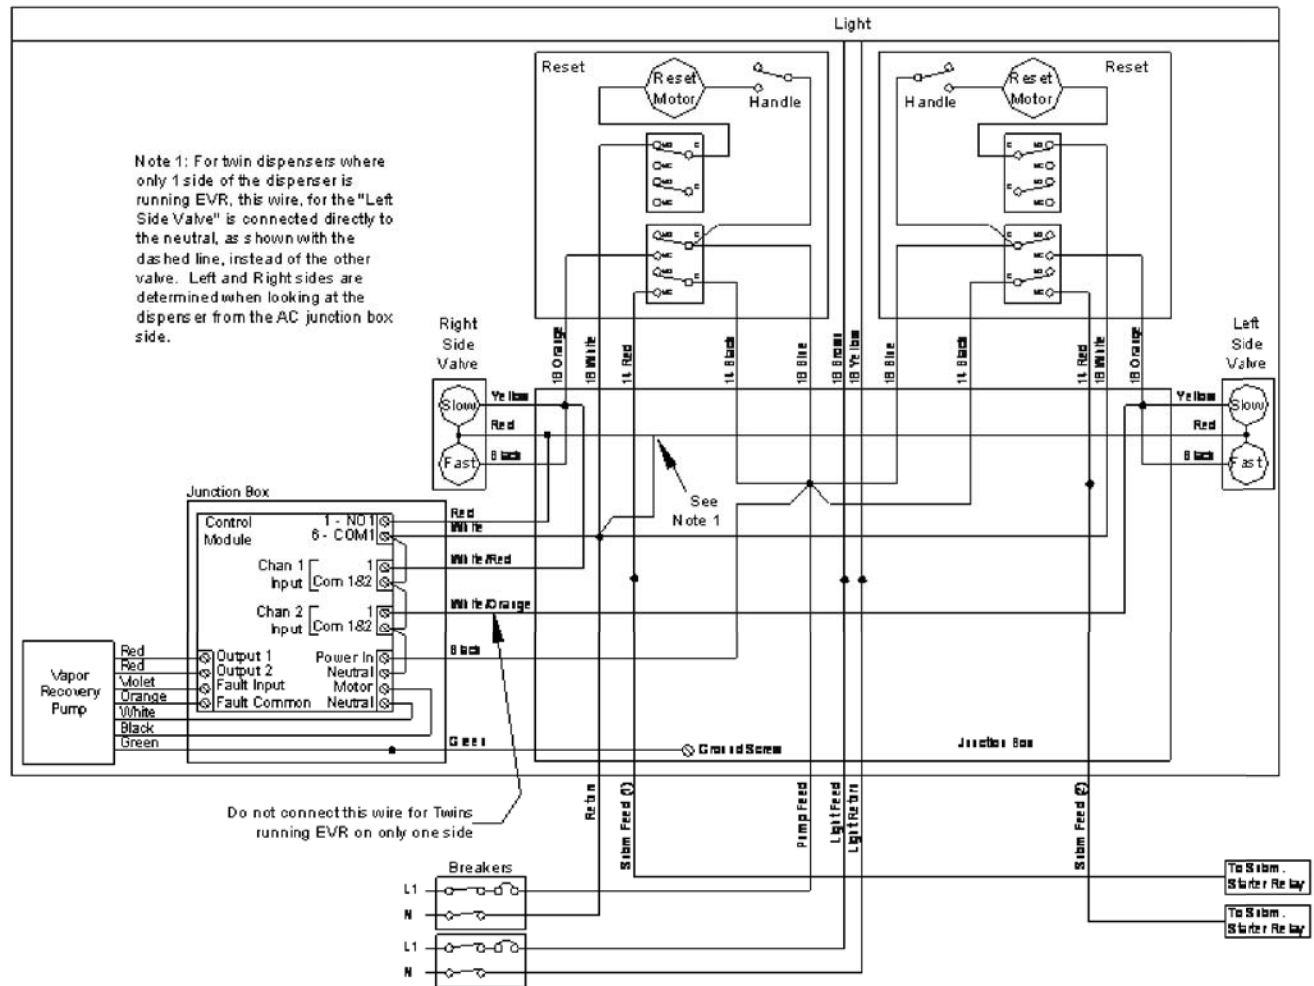 Light
Reset
Reset Motor
Handle
Handle
Reset Motor
Reset
Note 1: For twin dispensers where
only 1 side of the dispenser is
running EVR, this wire, for the "Left
Side Valve" is connected directly to
the neutral, as shown with the
dashed line, instead of the other
valve. Left and Right sides are
determined when looking at the
dispenser from the AC junction box
side.
Right
Side
Valve
Left
Side
Valve
18 Orange
18 White
14 Red
14 Black
18 Blue
18 Brown
18 Yellow
18 Blue
14 Black
14 Red
18 White
18 Orange
Slow
Yellow
Red
Fast
Black
Yellow
Slow
Red
Black
Fast
See
Note 1
Junction Box
Control
Module
1 - NO1
6 - COM1
Red
White
Chan 1
Input
1
Com 1&2
White/Red
Chan 2
Input
1
Com 1&2
White/Orange
Output 1
Output 2
Fault Input
Fault Common
Power In
Neutral
Motor
Neutral
Black
Vapor
Recovery
Pump
Red
Red
Violet
Orange
White
Black
Green
Green
Ground Screw
Junction Box
Do not connect this wire for Twins
running EVR on only one side
Return
Subm Feed (1)
Pump Feed
Light Feed
Light Return
Subm Feed (2)
Breakers
L1
N
L1
N
To Subm.
Starter Relay
To Subm.
Starter Relay